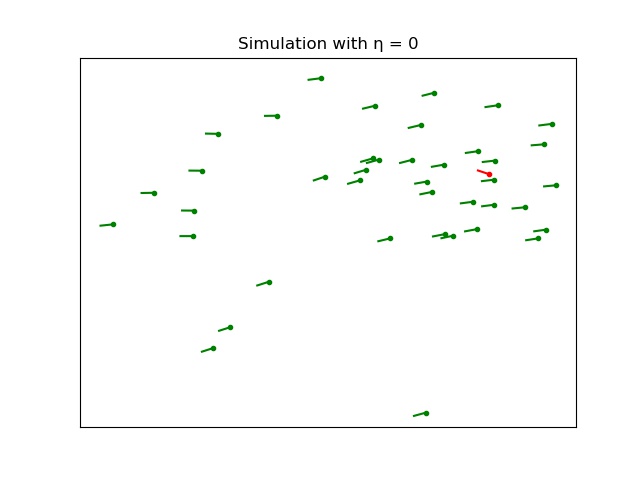 Simulation with η = 0